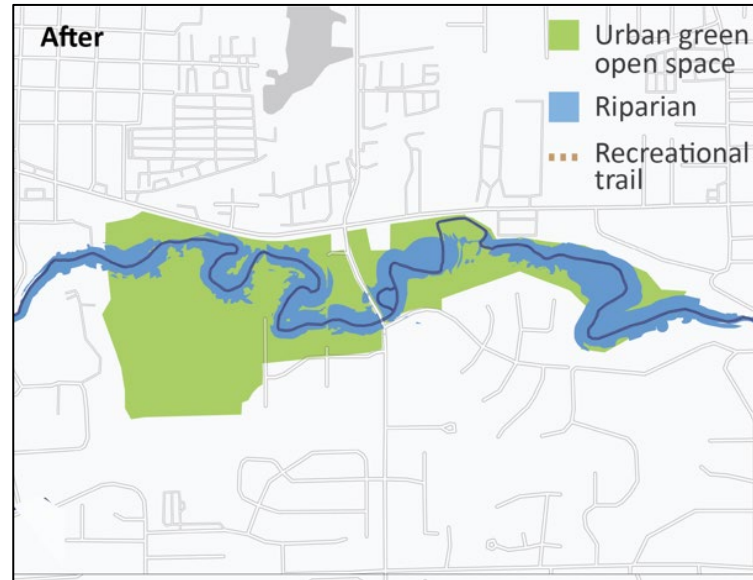 After
Urban green
open space
Riparian
Recreational
trail